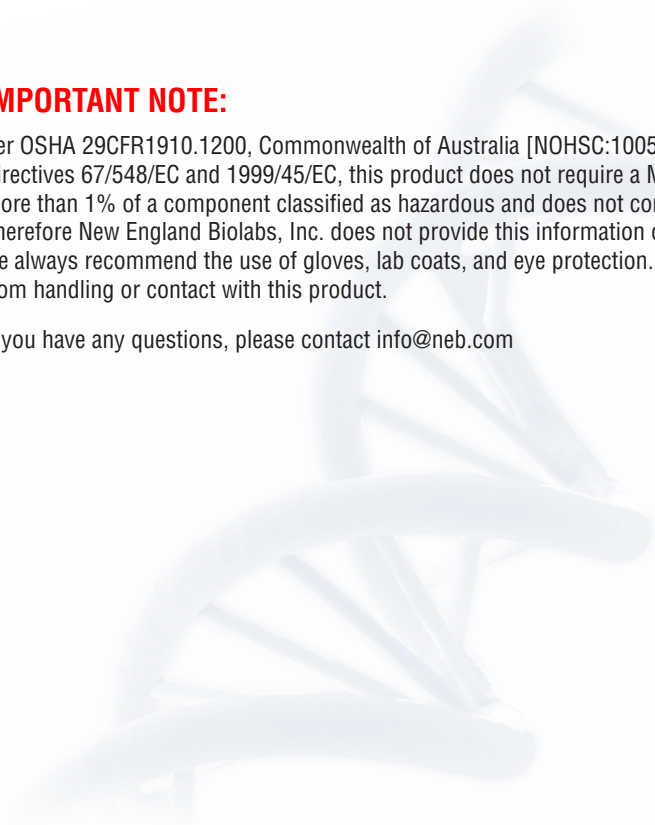 MPORTANT NOTE:
er OSHA 29CFR1910.1200, Commonwealth of Australia [NOHSC:1005
irectives 67/548/EC and 1999/45/EC, this product does not require a M
ore than 1% of a component classified as hazardous and does not con
herefore New England Biolabs, Inc. does not provide this information
e always recommend the use of gloves, lab coats, and eye protection.
om handling or contact with this product.
you have any questions, please contact info@neb.com